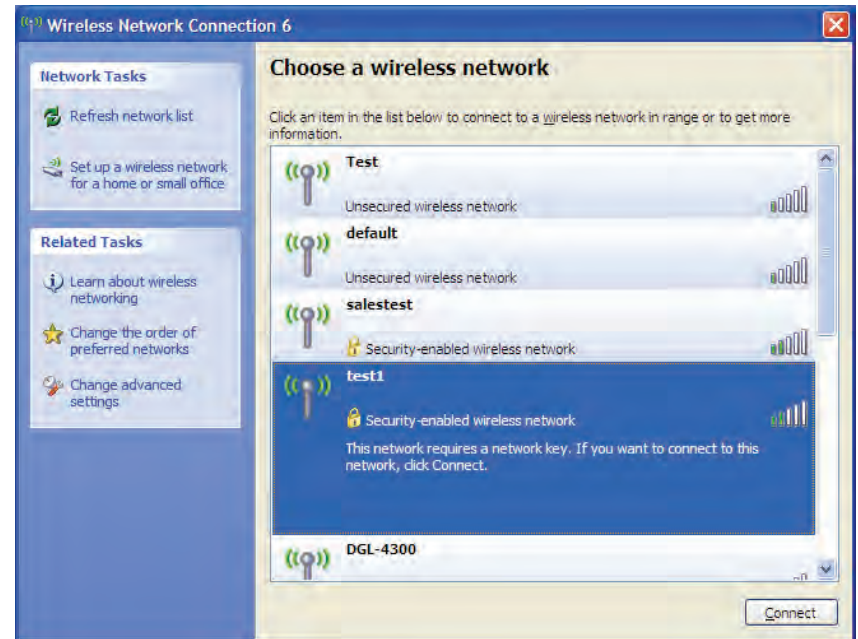 Wireless Network Connection 6
Network Tasks
Refresh network list
Set up a wireless network
for a home or small office
Related Tasks
Learn about wireless
networking
Change the order of
preferred networks
Change advanced
settings
Choose a wireless network
Click an item in the list below to connect to a wireless network in range or to get more
information.
Test
Unsecured wireless network
default
Unsecured wireless network
salestest
Security-enabled wireless network
test1
Security-enabled wireless network
This network requires a network key. If you want to connect to this
network, click Connect.
DGL-4300
Connect